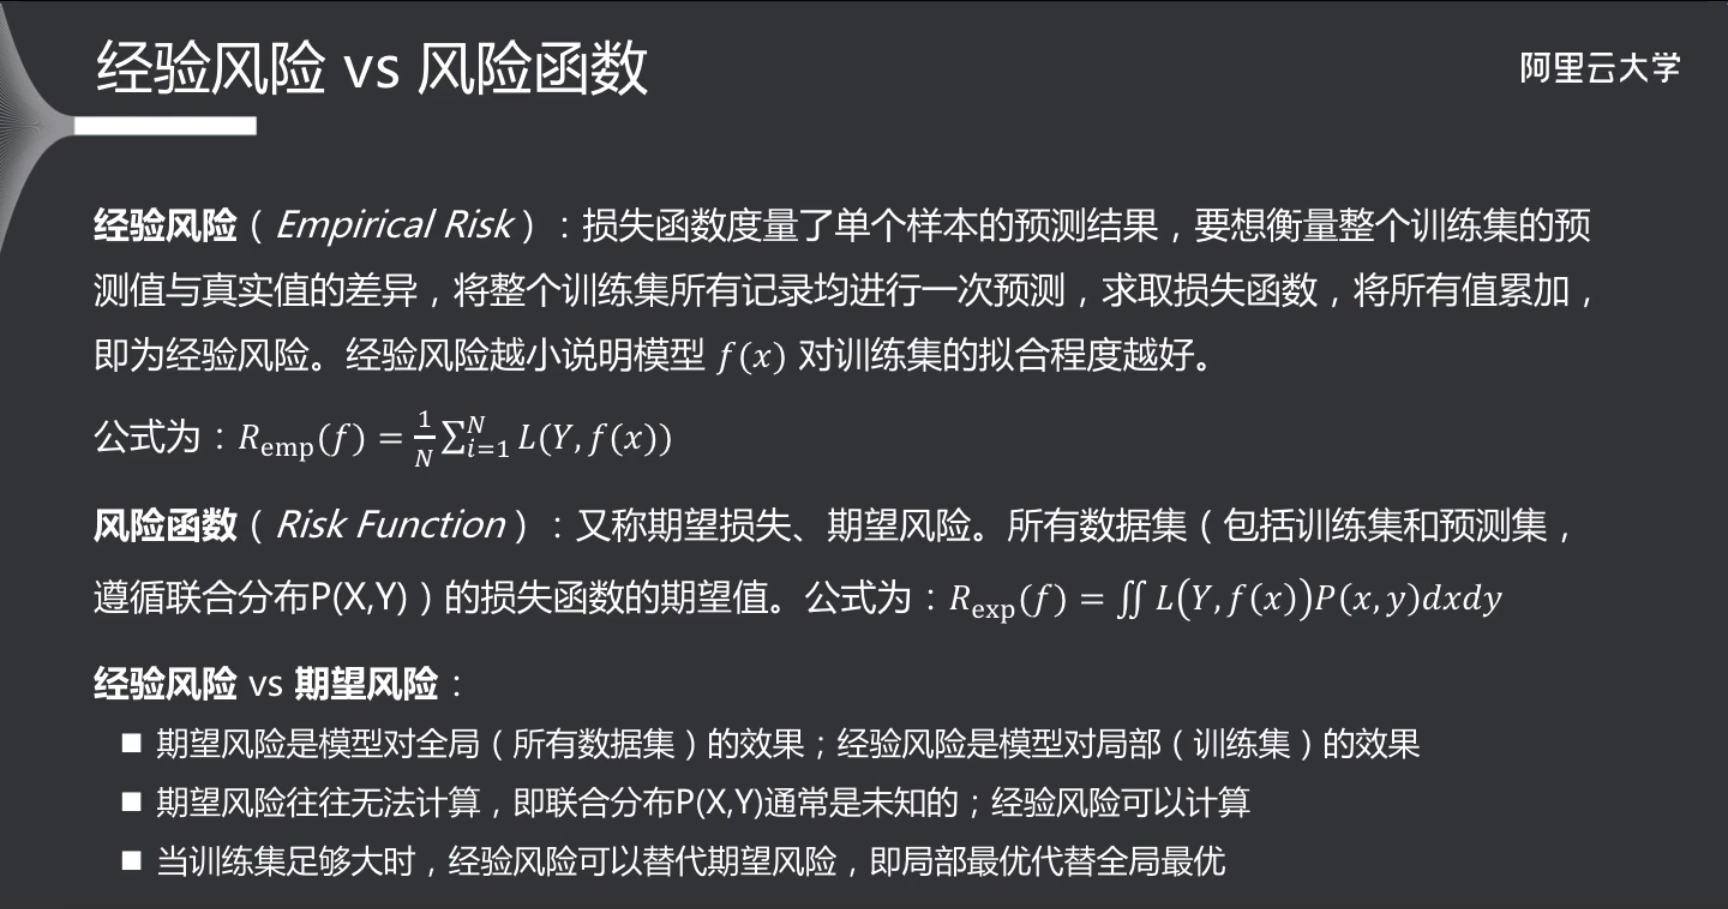 经验风险 vs 风险函数
阿里云大学
经验风险（Empirical Risk）：损失函数度量了单个样本的预测结果，要想衡量整个训练集的预
测值与真实值的差异，将整个训练集所有记录均进行一次预测，求取损失函数，将所有值累加，
即为经验风险。经验风险越小说明模型 f(x) 对训练集的拟合程度越好。
公式为：R_emp(f) = 1/N ∑_{i=1}^{N} L(Y, f(x))
风险函数（Risk Function）：又称期望损失、期望风险。所有数据集（包括训练集和预测集，
遵循联合分布P(X,Y)）的损失函数的期望值。公式为：R_exp(f) = ∬ L(Y, f(x))P(x, y)dxdy
经验风险 vs 期望风险：
■ 期望风险是模型对全局（所有数据集）的效果；经验风险是模型对局部（训练集）的效果
■ 期望风险往往无法计算，即联合分布P(X,Y)通常是未知的；经验风险可以计算
■ 当训练集足够大时，经验风险可以替代期望风险，即局部最优代替全局最优